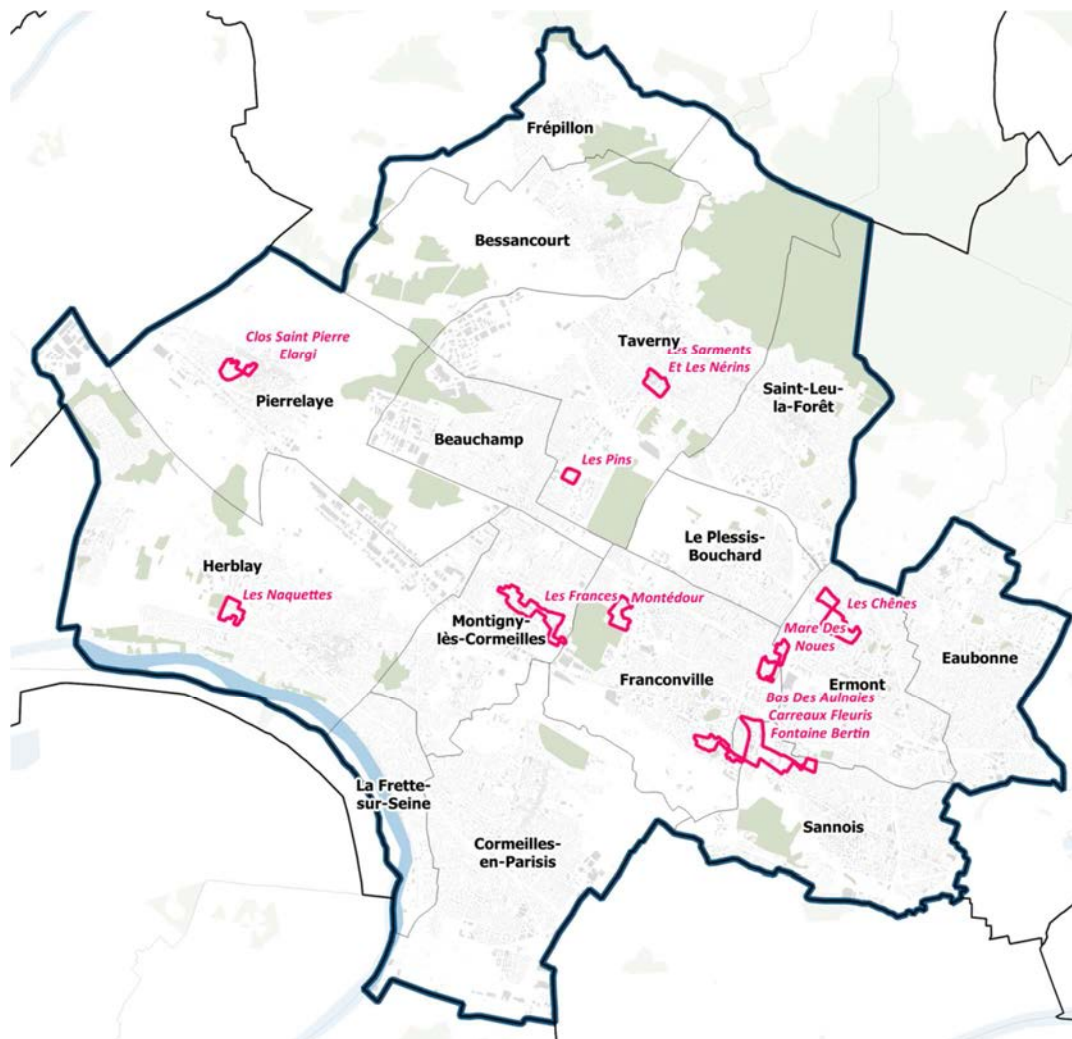 Frépillon
Bessancourt
Clos Saint Pierre
Elargi
Pierrelaye
Taverny
Les Sarments
Et Les Nérins
Saint-Leu-
la-Forêt
Beauchamp
Les Pins
Le Plessis-
Bouchard
Herblay
Les Naquettes
Les Frances
Montédour
Les Chênes
Montigny-
lès-Cormeilles
Mare Des
Noues
Franconville
Ermont
Eaubonne
Bas Des Aulnaies
Carreaux Fleuris
Fontaine Bertin
La Frette-
sur-Seine
Sannois
Cormeilles-
en-Parisis